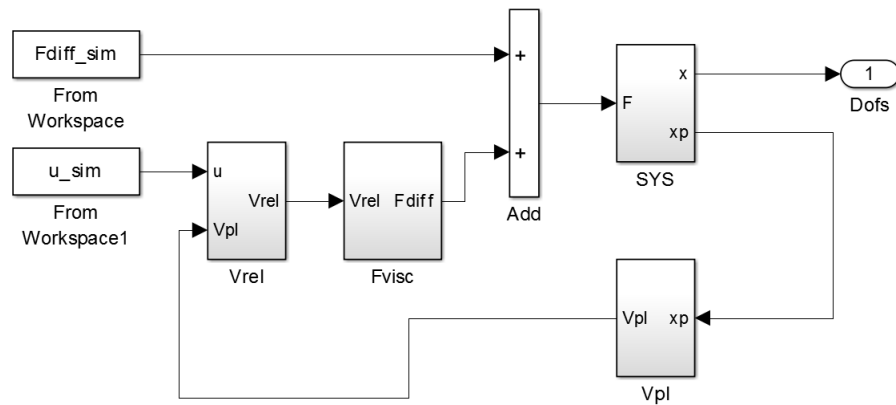 Fdiff_sim
From
Workspace
u_sim
From
Workspace1
u
Vpl
Vrel
Vrel
Vrel
Fdiff
Fvisc
+
+
Add
F
x
xp
SYS
1
Dofs
Vpl
xp
Vpl